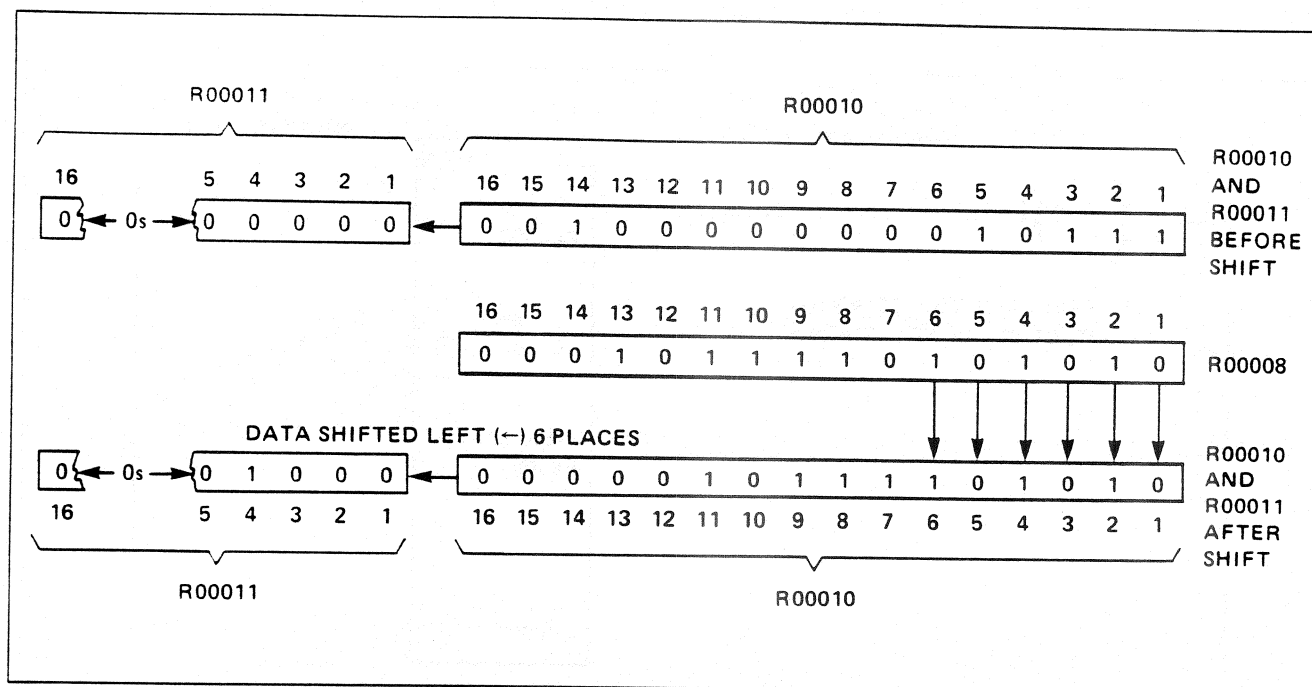 R00011 R00010
16 5 4 3 2 1 16 15 14 13 12 11 10 9 8 7 6 5 4 3 2 1
0 0s 0 0 0 0 0 0 0 1 0 0 0 0 0 0 0 0 1 0 1 1 1
R00010
AND
R00011
BEFORE
SHIFT
16 15 14 13 12 11 10 9 8 7 6 5 4 3 2 1
0 0 0 1 0 1 1 1 1 0 1 0 1 0 1 0 R00008
DATA SHIFTED LEFT (←) 6 PLACES
0 0s 0 1 0 0 0 0 0 0 0 0 1 0 1 1 1 1 0 1 0 1 0
16 5 4 3 2 1 16 15 14 13 12 11 10 9 8 7 6 5 4 3 2 1
R00010
AND
R00011
AFTER
SHIFT
R00011 R00010